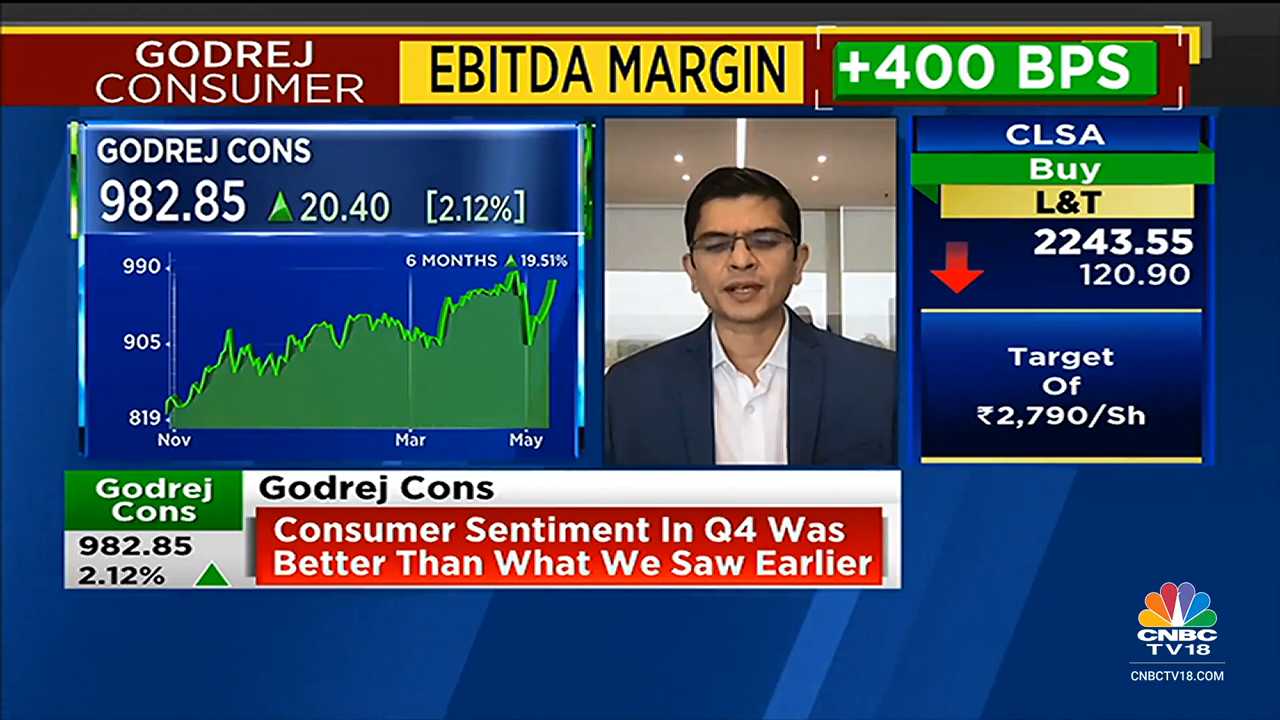 GODREJ
CONSUMER
EBITDA MARGIN
+400 BPS
GODREJ CONS
982.85 ▲ 20.40 [2.12%]
6 MONTHS ▲ 19.51%
990
905
819
Nov Mar May
CLSA
Buy
L&T
2243.55
120.90
Target
Of
₹2,790/Sh
Godrej
Cons
982.85
2.12%
Godrej Cons
Consumer Sentiment In Q4 Was
Better Than What We Saw Earlier
CNBC
TV18
CNBCTV18.COM